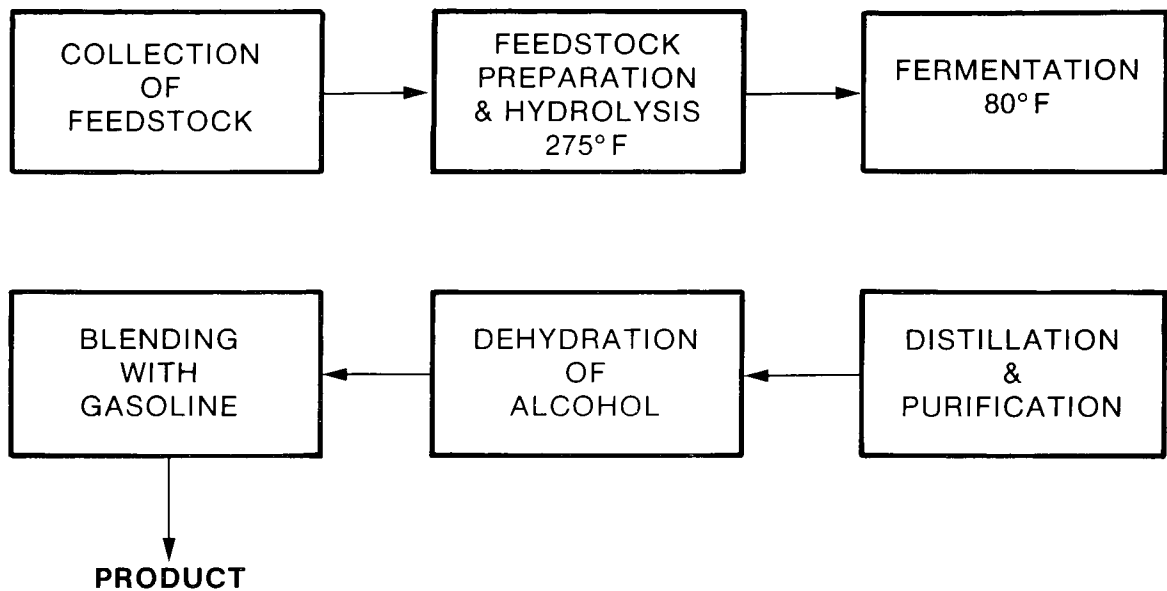 COLLECTION
OF
FEEDSTOCK
FEEDSTOCK
PREPARATION
& HYDROLYSIS
275° F
FERMENTATION
80° F
BLENDING
WITH
GASOLINE
DEHYDRATION
OF
ALCOHOL
DISTILLATION
&
PURIFICATION
PRODUCT